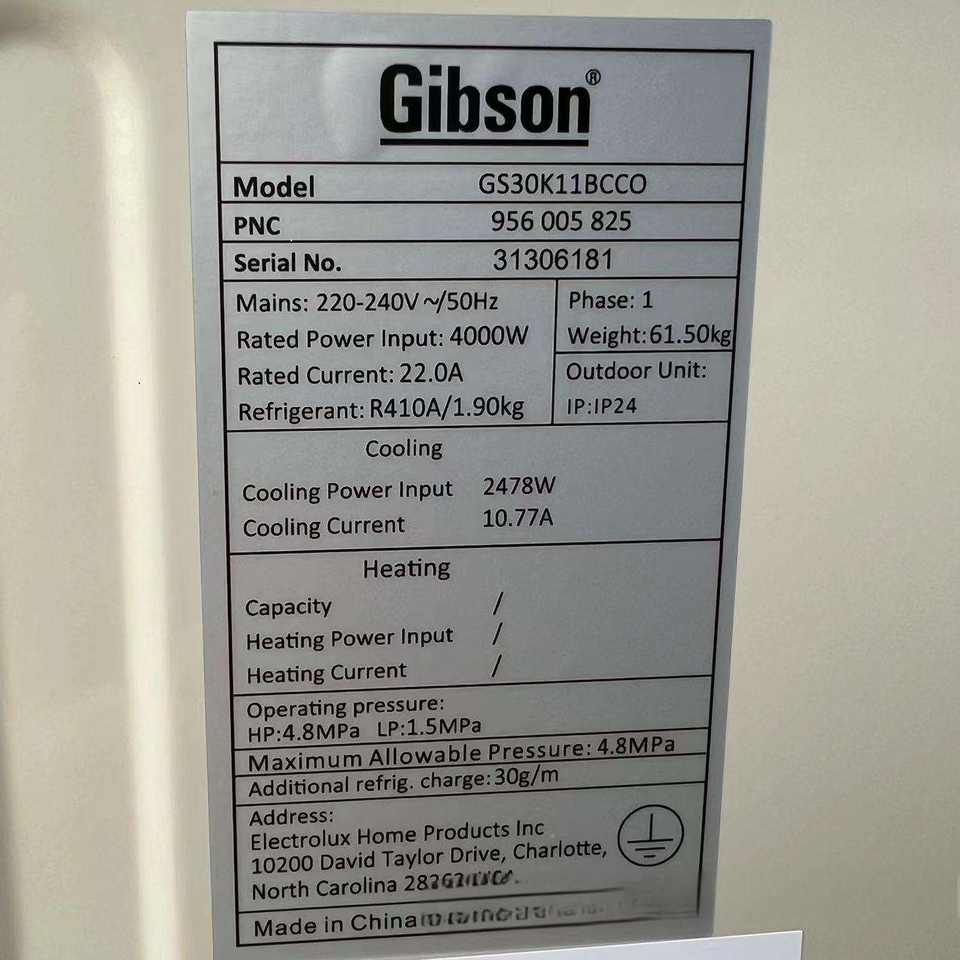 Gibson®
Model GS30K11BCCO
PNC 956 005 825
Serial No. 31306181
Mains: 220-240V ~/50Hz
Rated Power Input: 4000W
Rated Current: 22.0A
Refrigerant: R410A/1.90kg
Phase: 1
Weight: 61.50kg
Outdoor Unit:
IP:IP24
Cooling
Cooling Power Input 2478W
Cooling Current 10.77A
Heating
Capacity /
Heating Power Input /
Heating Current /
Operating pressure:
HP:4.8MPa LP:1.5MPa
Maximum Allowable Pressure: 4.8MPa
Additional refrig. charge: 30g/m
Address:
Electrolux Home Products Inc
10200 David Taylor Drive, Charlotte,
North Carolina
Made in China